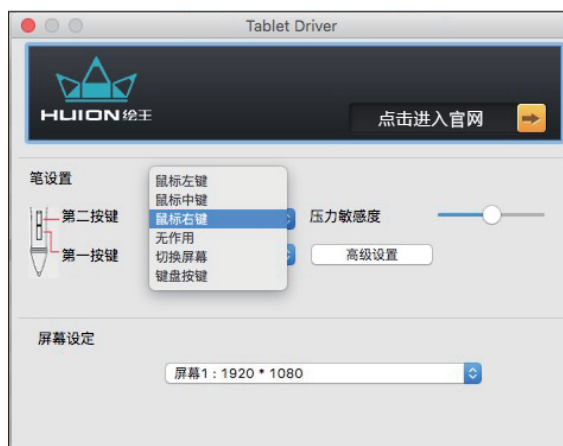 Tablet Driver
HUION绘王
点击进入官网
笔设置
鼠标左键
鼠标中键
鼠标右键
无作用
切换屏幕
键盘按键
第二按键
第一按键
压力敏感度
高级设置
屏幕设定
屏幕1：1920 * 1080